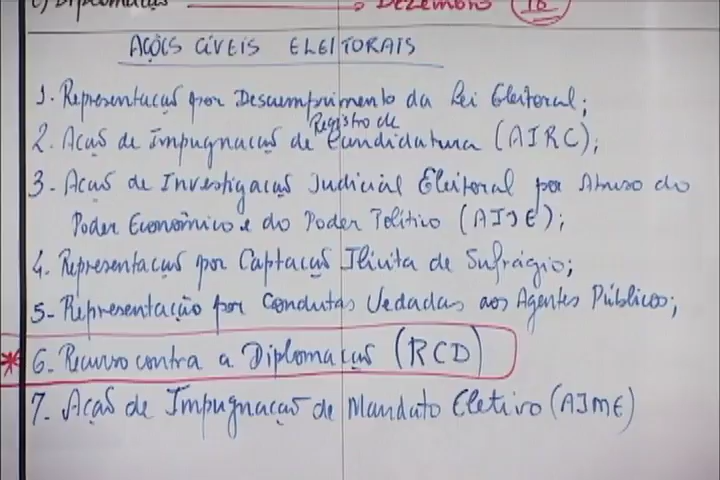 c) Diplomação → Dezembro 18
AÇÕES CÍVEIS ELEITORAIS
1. Representação por Descumprimento da Lei Eleitoral;
Registro de
2. Ação de Impugnação de Candidatura (AIRC);
3. Ação de Investigação Judicial Eleitoral por Abuso do
Poder Econômico e do Poder Político (AIJE);
4. Representação por Captação Ilícita de Sufrágio;
5. Representação por Condutas Vedadas aos Agentes Públicos;
* 6. Recurso contra a Diplomação (RCD)
7. Ação de Impugnação de Mandato Eletivo (AIME)